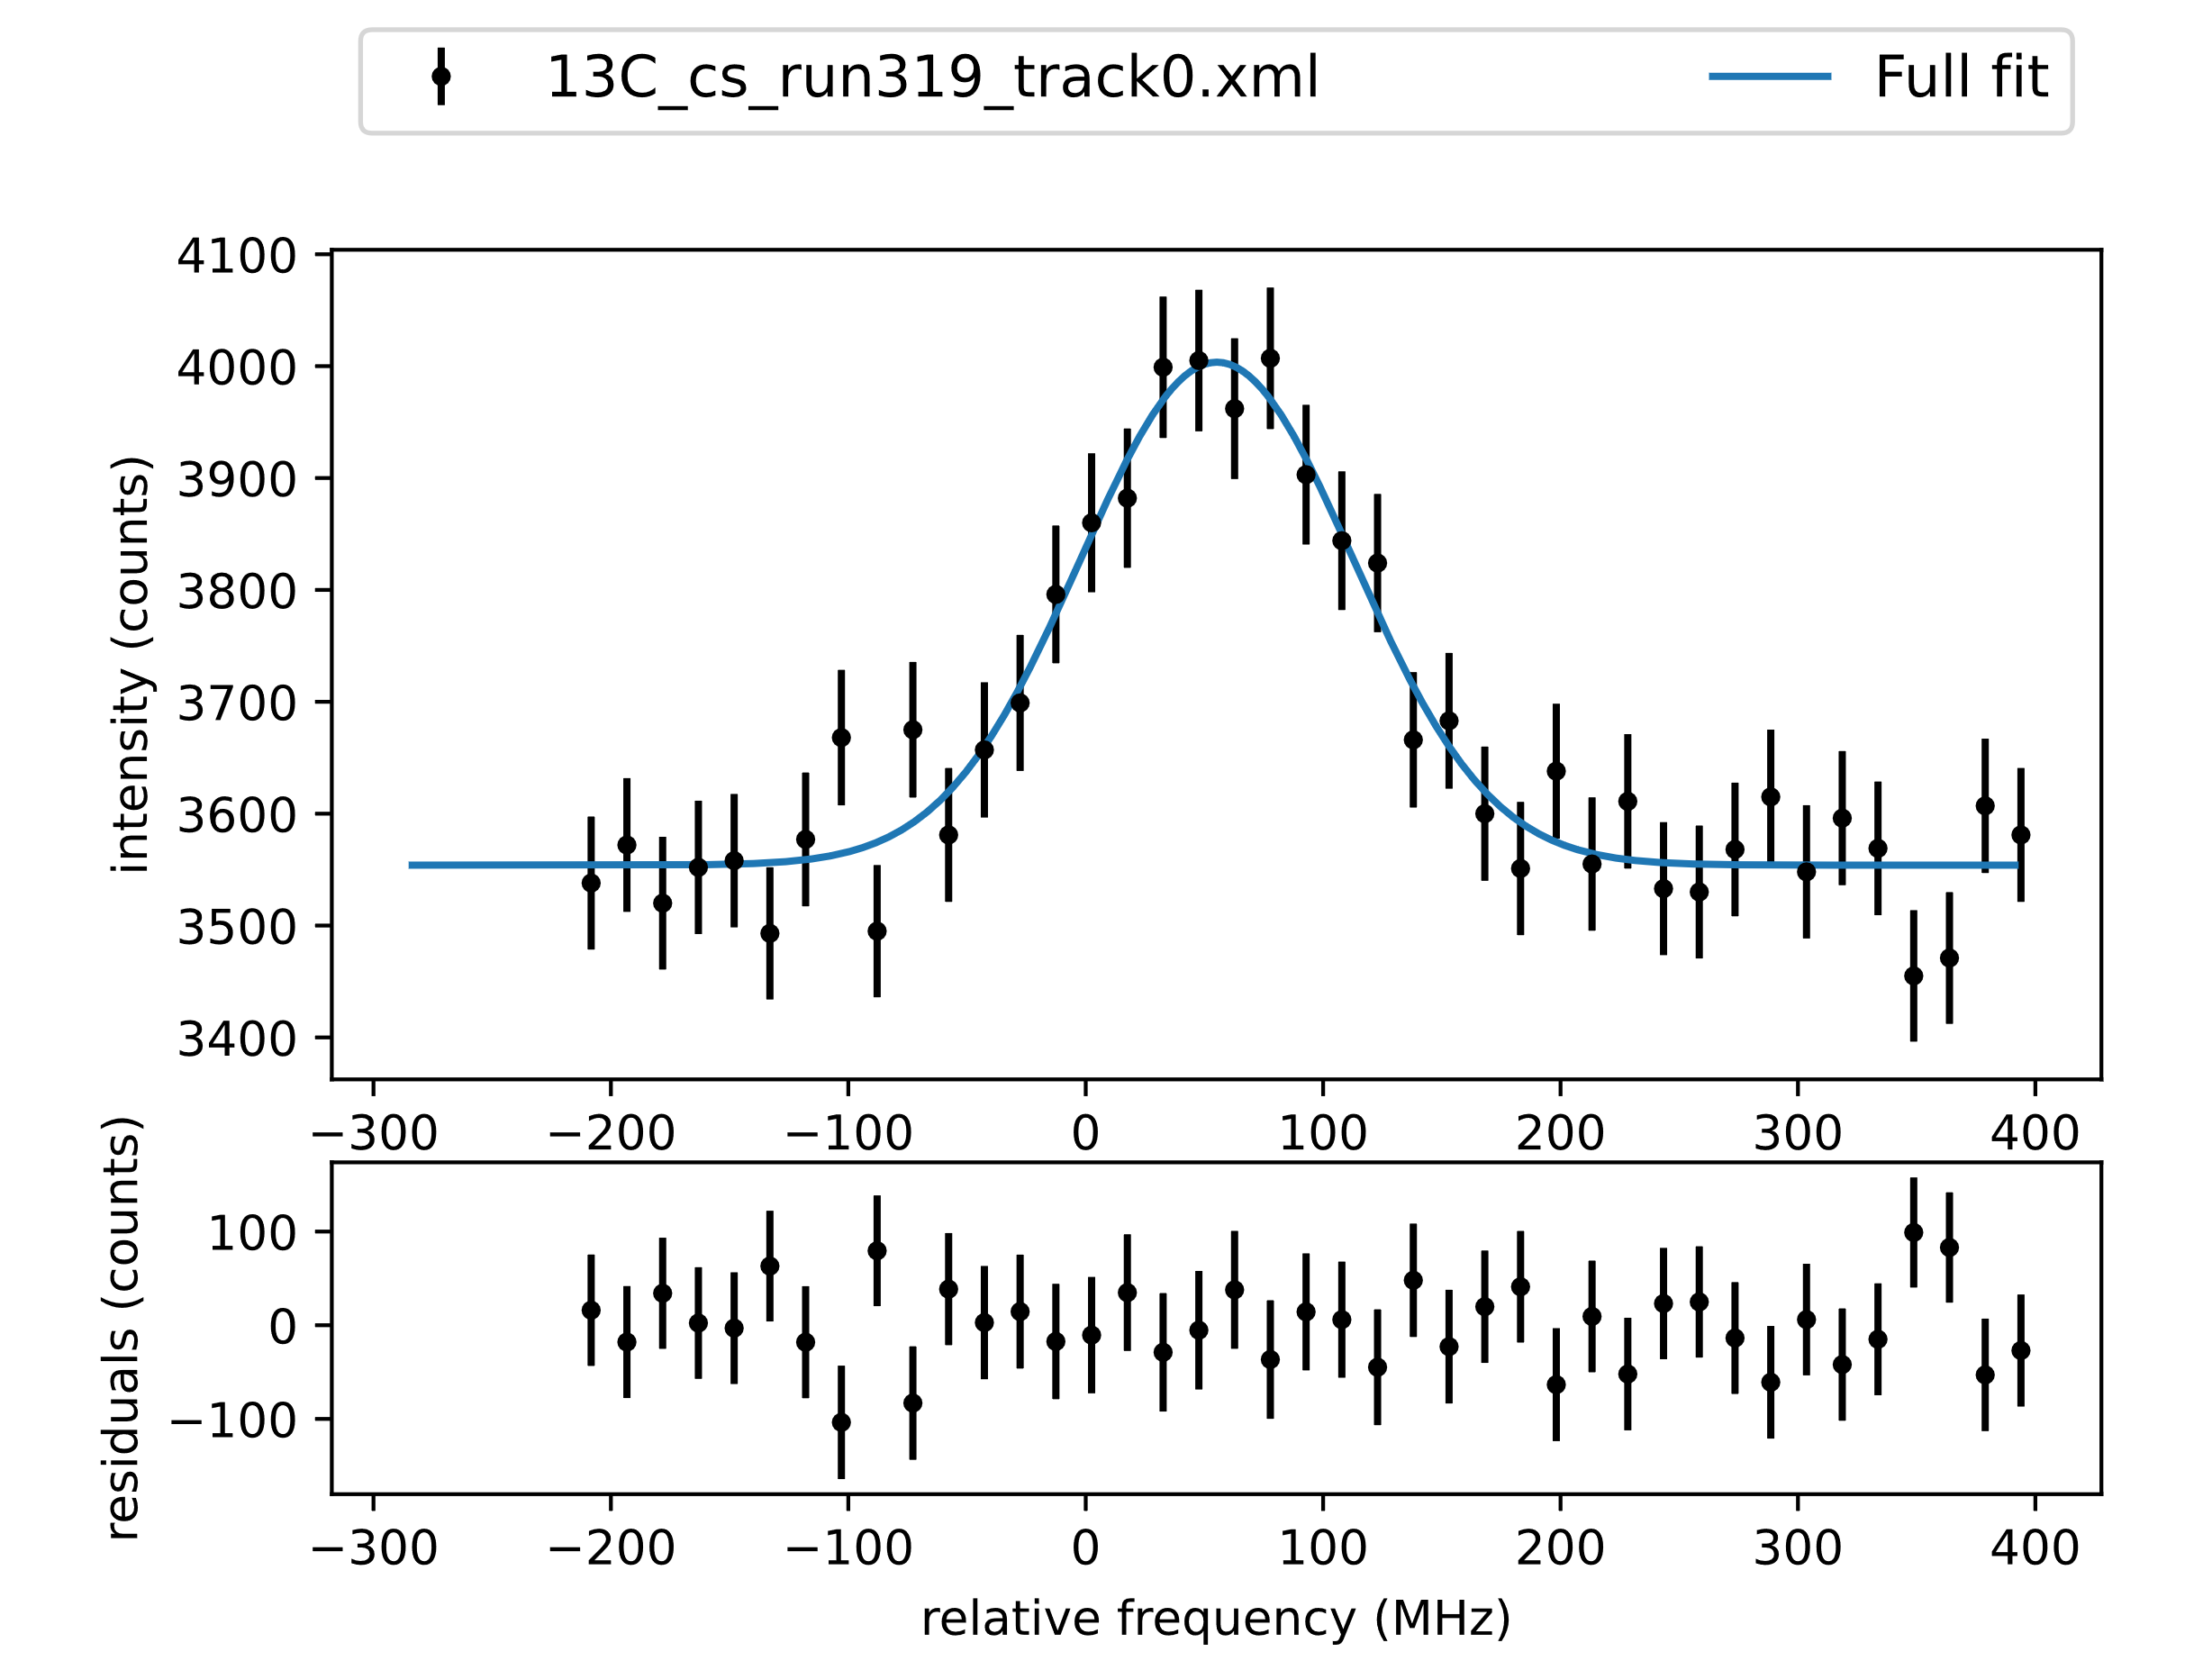 13C_cs_run319_track0.xml
Full fit
intensity (counts)
4100
4000
3900
3800
3700
3600
3500
3400
−300 −200 −100 0 100 200 300 400
residuals (counts)
100
0
−100
−300 −200 −100 0 100 200 300 400
relative frequency (MHz)